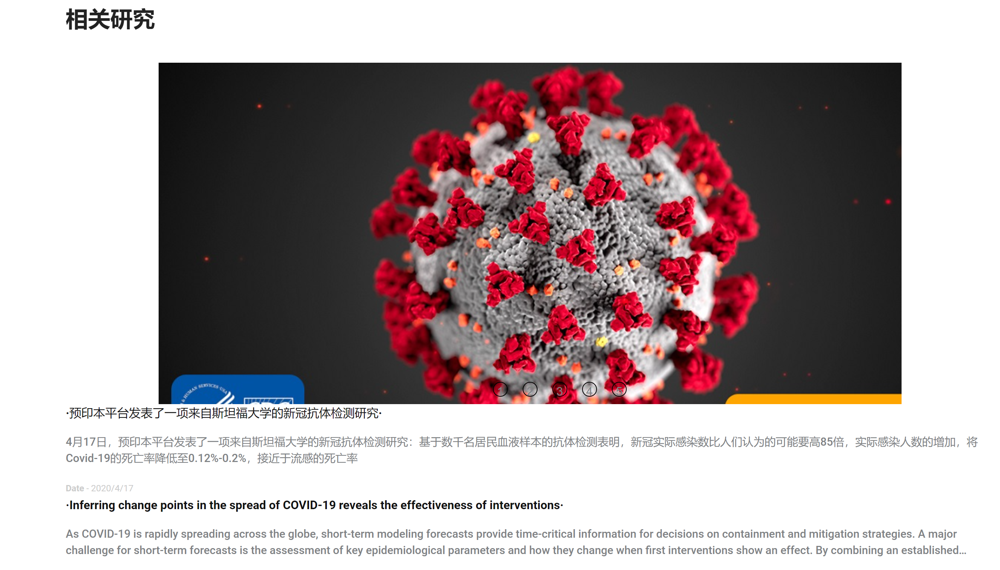 相关研究
& HUMAN SERVICES·USA
1 2 3 4 5
·预印本平台发表了一项来自斯坦福大学的新冠抗体检测研究·
4月17日，预印本平台发表了一项来自斯坦福大学的新冠抗体检测研究：基于数千名居民血液样本的抗体检测表明，新冠实际感染数比人们认为的可能要高85倍，实际感染人数的增加，将
Covid-19的死亡率降低至0.12%-0.2%，接近于流感的死亡率
Date - 2020/4/17
·Inferring change points in the spread of COVID-19 reveals the effectiveness of interventions·
As COVID-19 is rapidly spreading across the globe, short-term modeling forecasts provide time-critical information for decisions on containment and mitigation strategies. A major
challenge for short-term forecasts is the assessment of key epidemiological parameters and how they change when first interventions show an effect. By combining an established...